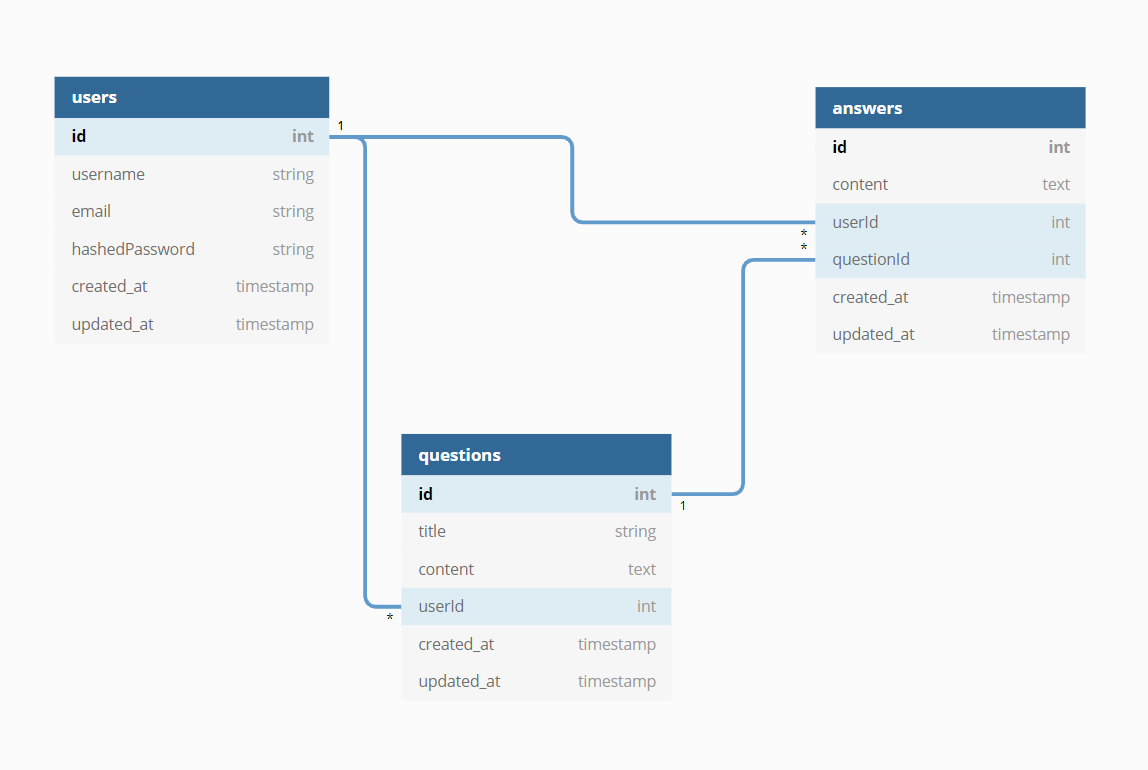 users
id int
username string
email string
hashedPassword string
created_at timestamp
updated_at timestamp
1
answers
id int
content text
userId int
questionId int
created_at timestamp
updated_at timestamp
*
*
questions
id int
title string
content text
userId int
created_at timestamp
updated_at timestamp
1
*